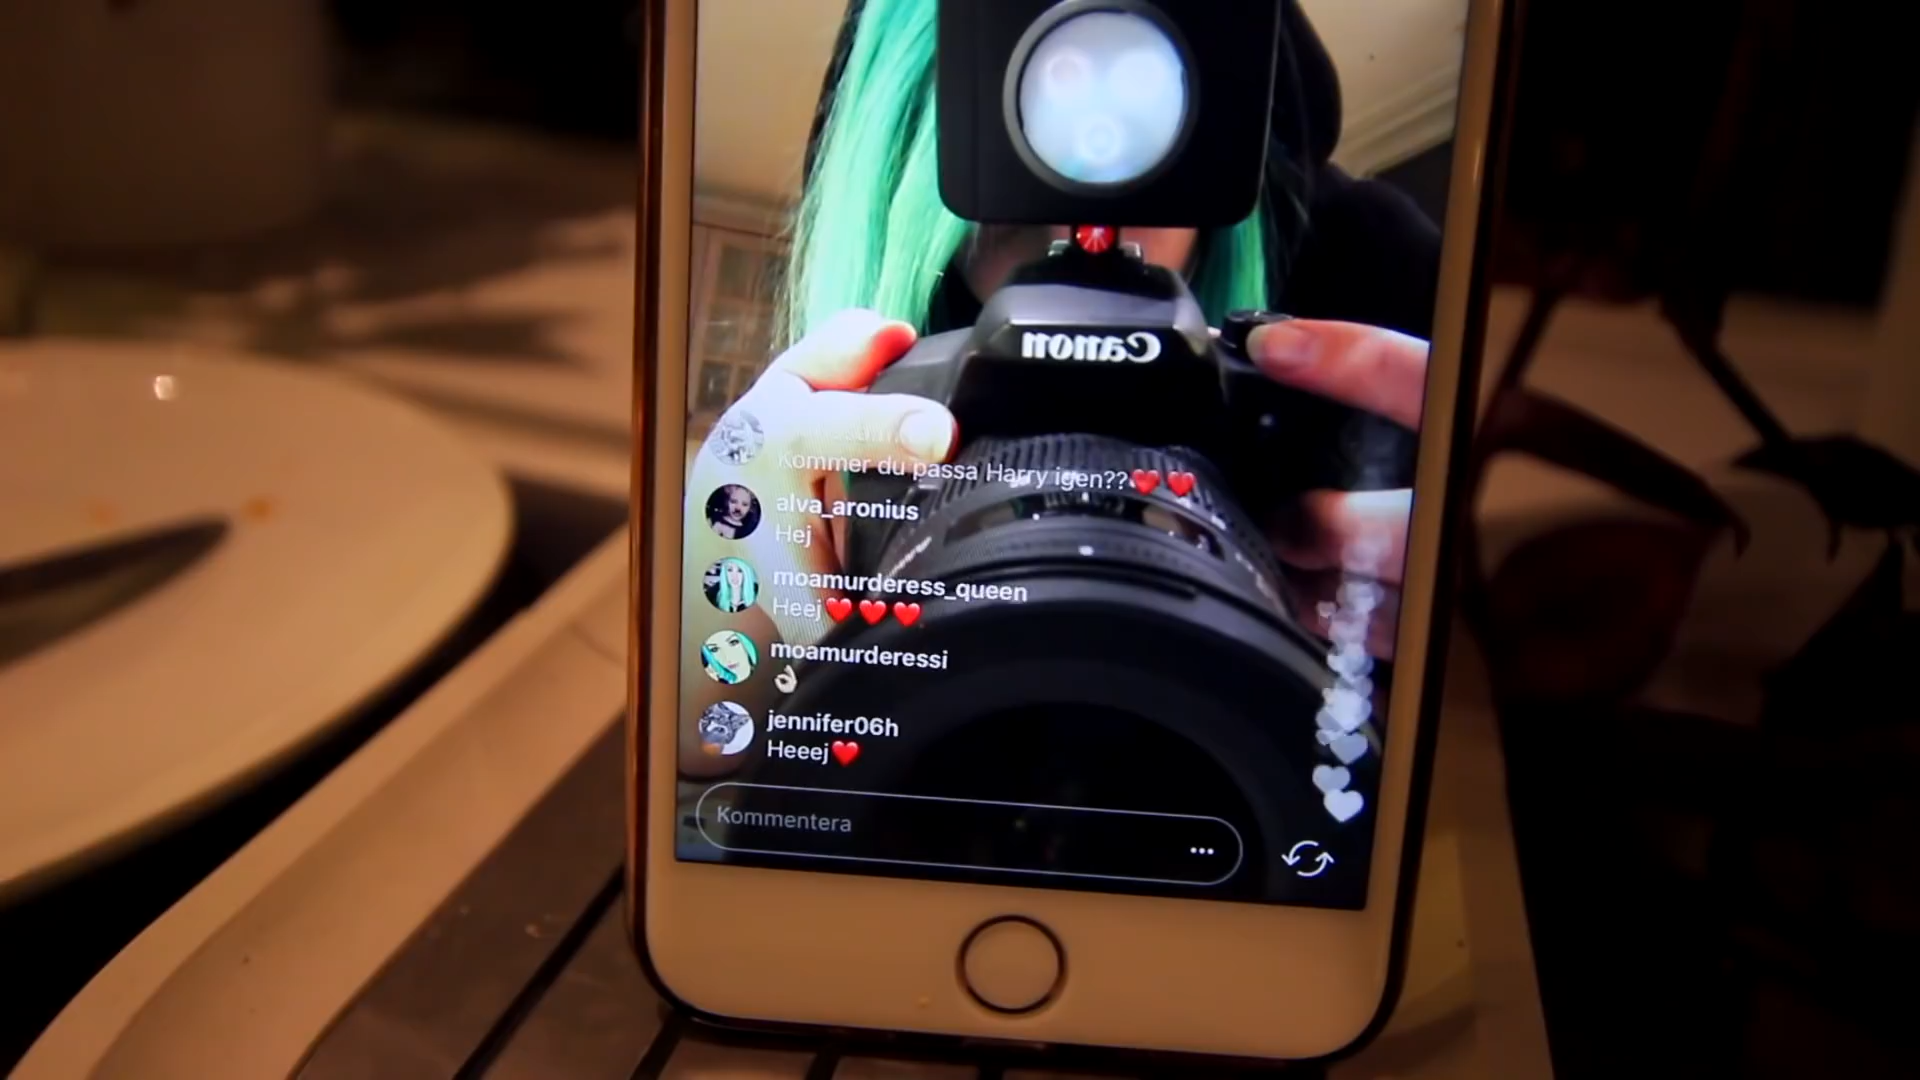 Canon
Kommer du passa Harry igen??❤️❤️
alva_aronius
Hej
moamurderess_queen
Heej❤️❤️❤️
moamurderessi
👌🏻
jennifer06h
Heeej❤️
Kommentera